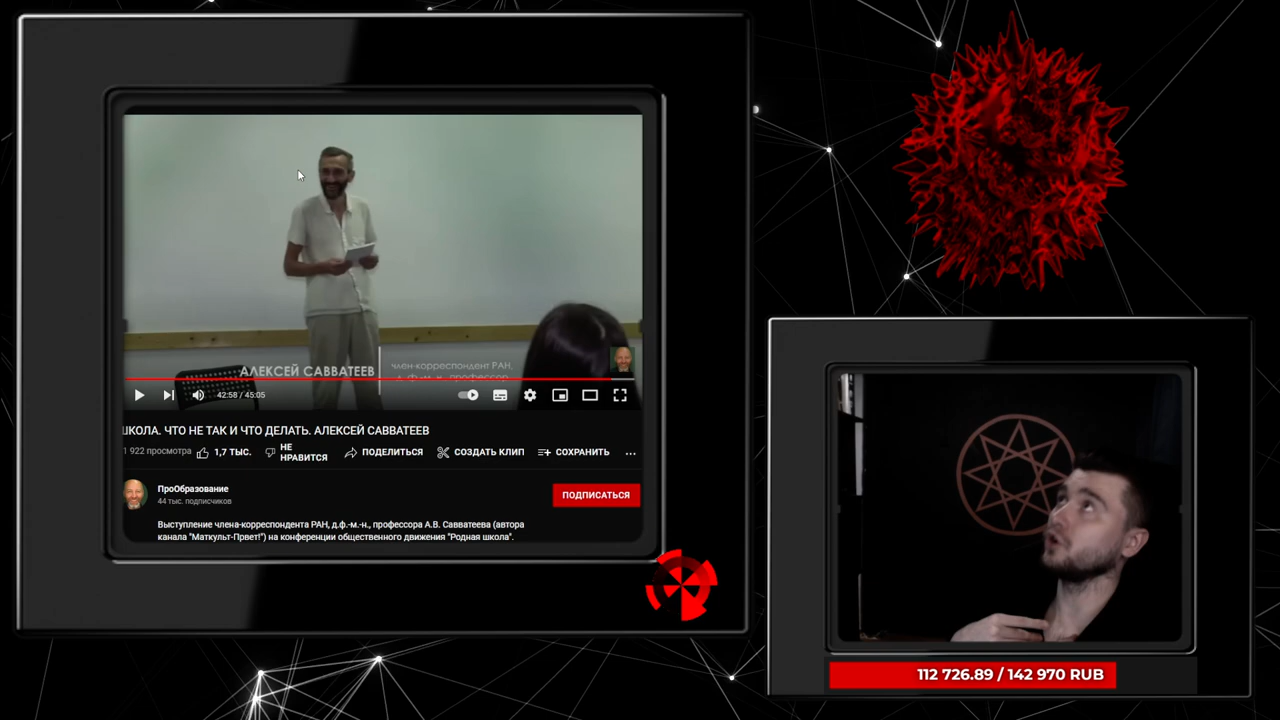 АЛЕКСЕЙ САВВАТЕЕВ
член-корреспондент РАН,
д.ф.-м.н., профессор
42:58 / 45:05
ШКОЛА. ЧТО НЕ ТАК И ЧТО ДЕЛАТЬ. АЛЕКСЕЙ САВВАТЕЕВ
1 922 просмотра
1,7 ТЫС.
НЕ
НРАВИТСЯ
ПОДЕЛИТЬСЯ
СОЗДАТЬ КЛИП
СОХРАНИТЬ
ПроОбразование
44 тыс. подписчиков
ПОДПИСАТЬСЯ
Выступление члена-корреспондента РАН, д.ф.-м.-н., профессора А.В. Савватеева (автора
канала "Маткульт-Првет!") на конференции общественного движения "Родная школа".
112 726.89 / 142 970 RUB